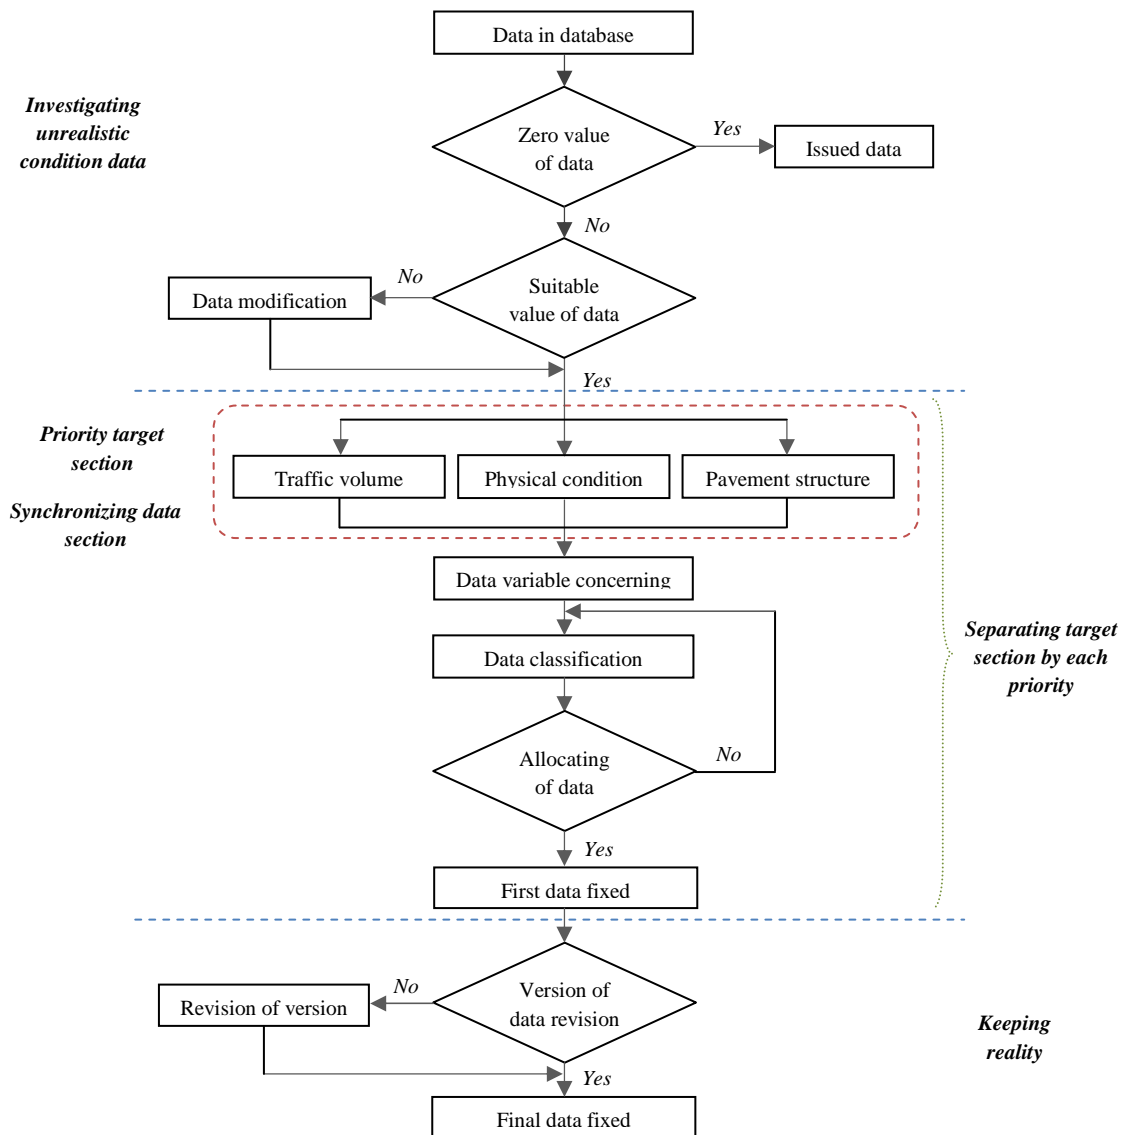 Data in database
Investigating
unrealistic
condition data
Zero value
of data
Yes
Issued data
No
Suitable
value of data
No
Data modification
Yes
Priority target
section
Synchronizing data
section
Traffic volume
Physical condition
Pavement structure
Data variable concerning
Data classification
Separating target
section by each
priority
Allocating
of data
No
Yes
First data fixed
Version of
data revision
No
Revision of version
Keeping
reality
Yes
Final data fixed